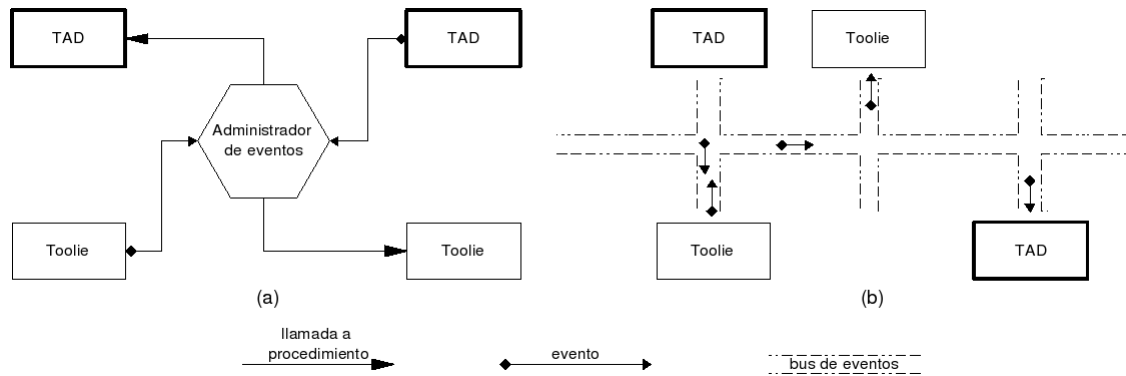 TAD
TAD
TAD
Toolie
Administrador
de eventos
Toolie
Toolie
Toolie
TAD
(a)
(b)
llamada a
procedimiento
evento
bus de eventos